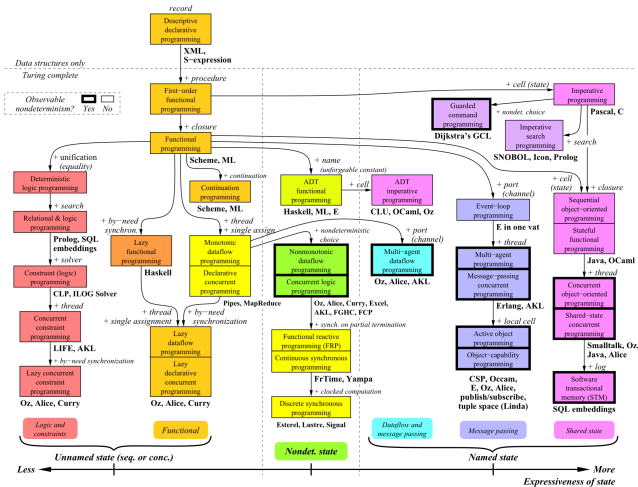 record
Descriptive
declarative
programming
XML,
S−expression
Data structures only
Turing complete
+ procedure
+ cell (state)
Observable
nondeterminism?
Yes
No
First−order
functional
programming
Imperative
programming
Pascal, C
+ nondet. choice
Guarded
command
programming
Dijkstra's GCL
Imperative
search
programming
SNOBOL, Icon, Prolog
+ search
+ closure
Functional
programming
Scheme, ML
+ unification
(equality)
+ continuation
+ name
(unforgeable constant)
+ cell
(state)
+ closure
+ port
(channel)
Deterministic
logic programming
Continuation
programming
Scheme, ML
ADT
functional
programming
Haskell, ML, E
+ cell
ADT
imperative
programming
CLU, OCaml, Oz
Event−loop
programming
E in one vat
Sequential
object−oriented
programming
Stateful
functional
programming
Java, OCaml
+ search
Relational & logic
programming
Prolog, SQL
embeddings
+ by−need
synchron.
+ thread
+ single assign.
+ nondeterministic
choice
+ port
(channel)
+ thread
+ thread
Lazy
functional
programming
Haskell
Monotonic
dataflow
programming
Declarative
concurrent
programming
Pipes, MapReduce
Nonmonotonic
dataflow
programming
Concurrent logic
programming
Oz, Alice, Curry, Excel,
AKL, FGHC, FCP
Multi−agent
dataflow
programming
Oz, Alice, AKL
Multi−agent
programming
Message−passing
concurrent
programming
Erlang, AKL
Concurrent
object−oriented
programming
Shared−state
concurrent
programming
Smalltalk, Oz,
Java, Alice
+ solver
Constraint (logic)
programming
CLP, ILOG Solver
+ thread
+ thread
+ single assignment
+ by−need
synchronization
+ synch. on partial termination
+ local cell
+ log
Concurrent
constraint
programming
LIFE, AKL
+ by−need synchronization
Lazy concurrent
constraint
programming
Oz, Alice, Curry
Lazy
dataflow
programming
Lazy
declarative
concurrent
programming
Oz, Alice, Curry
Functional reactive
programming (FRP)
Continuous synchronous
programming
FrTime, Yampa
+ clocked computation
Discrete synchronous
programming
Esterel, Lustre, Signal
Active object
programming
Object−capability
programming
CSP, Occam,
E, Oz, Alice,
publish/subscribe,
tuple space (Linda)
Software
transactional
memory (STM)
SQL embeddings
Logic and
constraints
Functional
Dataflow and
message passing
Message passing
Shared state
Unnamed state (seq. or conc.)
Nondet. state
Named state
Less
More
Expressiveness of state